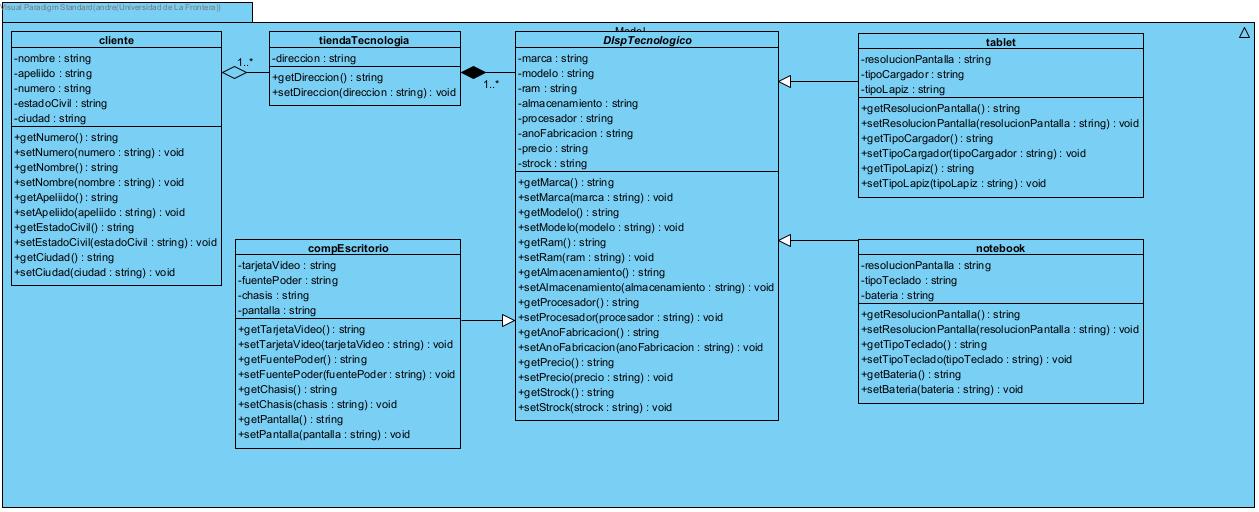 Visual Paradigm Standard(andre(Universidad de La Frontera))
Model
cliente
-nombre : string
-apeliido : string
-numero : string
-estadoCivil : string
-ciudad : string
+getNumero() : string
+setNumero(numero : string) : void
+getNombre() : string
+setNombre(nombre : string) : void
+getApeliido() : string
+setApeliido(apeliido : string) : void
+getEstadoCivil() : string
+setEstadoCivil(estadoCivil : string) : void
+getCiudad() : string
+setCiudad(ciudad : string) : void
1..*
tiendaTecnologia
-direccion : string
+getDireccion() : string
+setDireccion(direccion : string) : void
1..*
DIspTecnologico
-marca : string
-modelo : string
-ram : string
-almacenamiento : string
-procesador : string
-anoFabricacion : string
-precio : string
-strock : string
+getMarca() : string
+setMarca(marca : string) : void
+getModelo() : string
+setModelo(modelo : string) : void
+getRam() : string
+setRam(ram : string) : void
+getAlmacenamiento() : string
+setAlmacenamiento(almacenamiento : string) : void
+getProcesador() : string
+setProcesador(procesador : string) : void
+getAnoFabricacion() : string
+setAnoFabricacion(anoFabricacion : string) : void
+getPrecio() : string
+setPrecio(precio : string) : void
+getStrock() : string
+setStrock(strock : string) : void
tablet
-resolucionPantalla : string
-tipoCargador : string
-tipoLapiz : string
+getResolucionPantalla() : string
+setResolucionPantalla(resolucionPantalla : string) : void
+getTipoCargador() : string
+setTipoCargador(tipoCargador : string) : void
+getTipoLapiz() : string
+setTipoLapiz(tipoLapiz : string) : void
compEscritorio
-tarjetaVideo : string
-fuentePoder : string
-chasis : string
-pantalla : string
+getTarjetaVideo() : string
+setTarjetaVideo(tarjetaVideo : string) : void
+getFuentePoder() : string
+setFuentePoder(fuentePoder : string) : void
+getChasis() : string
+setChasis(chasis : string) : void
+getPantalla() : string
+setPantalla(pantalla : string) : void
notebook
-resolucionPantalla : string
-tipoTeclado : string
-bateria : string
+getResolucionPantalla() : string
+setResolucionPantalla(resolucionPantalla : string) : void
+getTipoTeclado() : string
+setTipoTeclado(tipoTeclado : string) : void
+getBateria() : string
+setBateria(bateria : string) : void